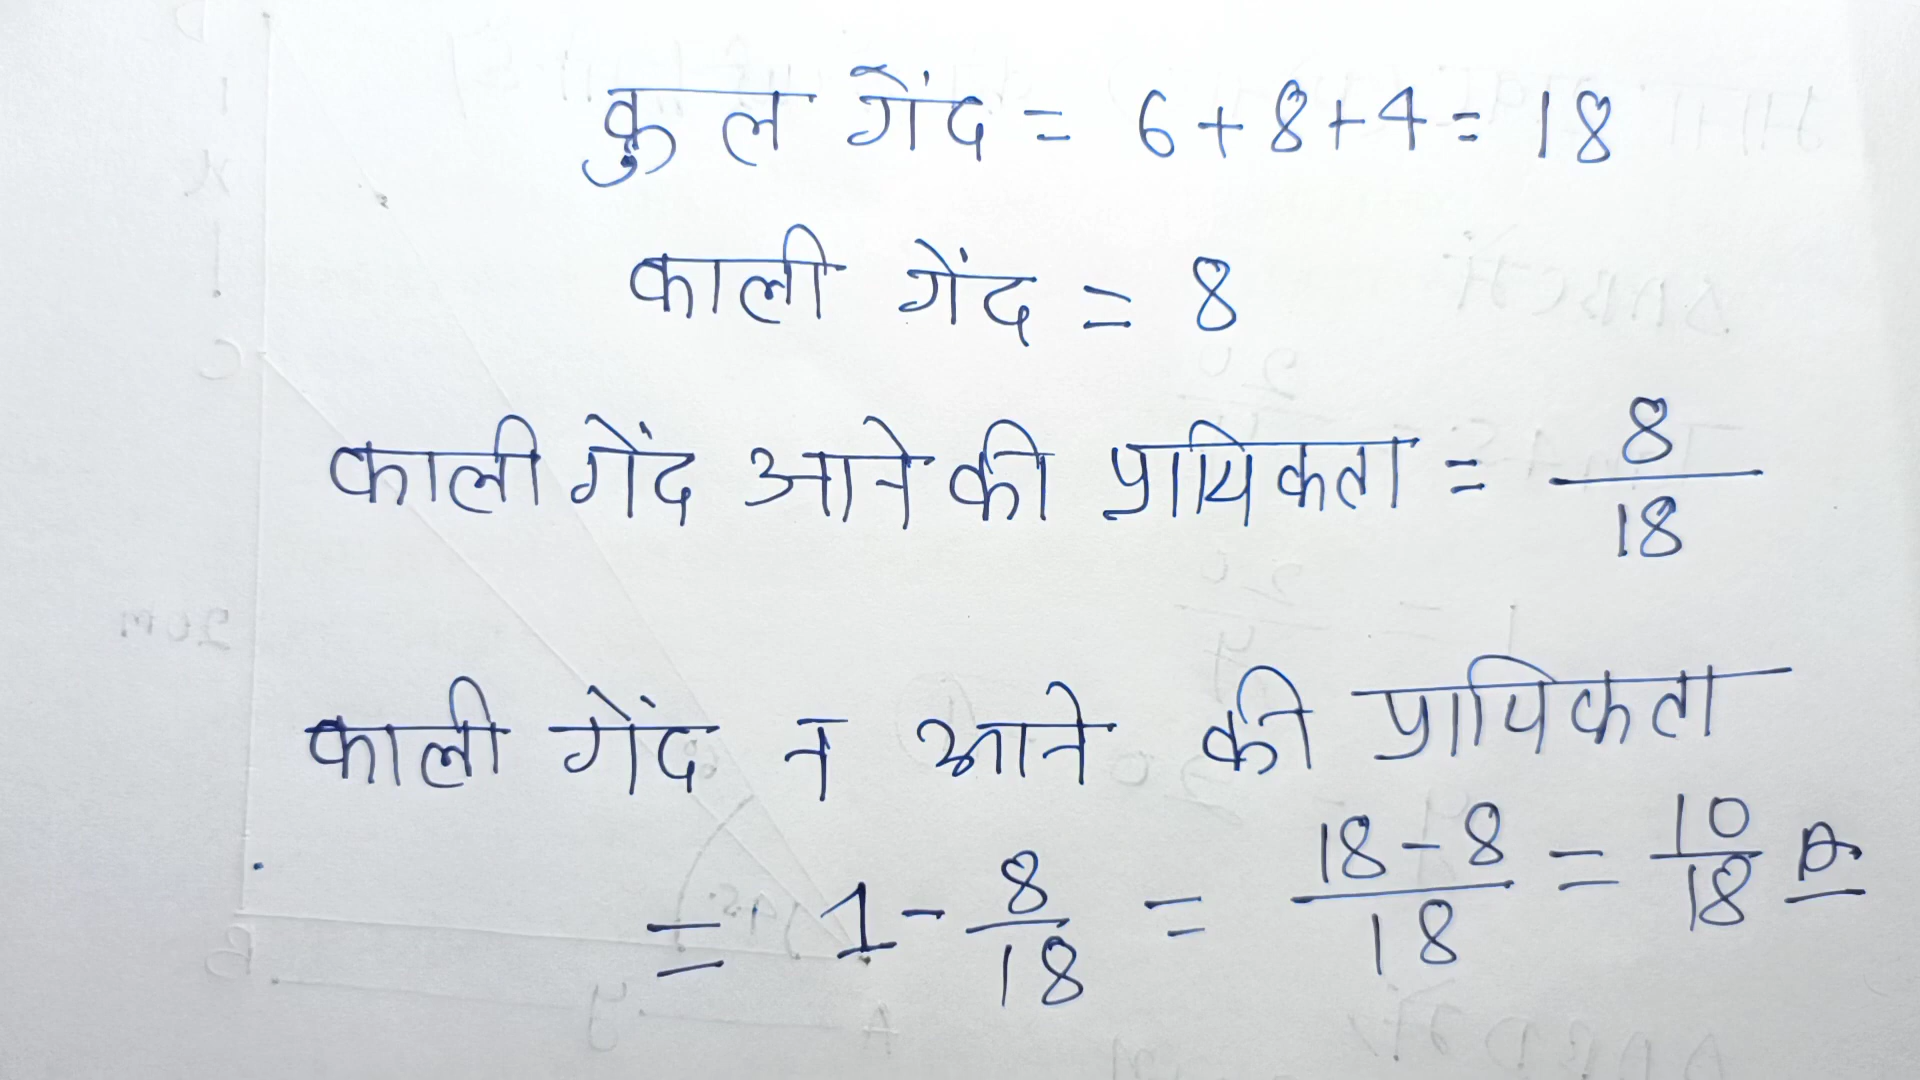 कुल गेंद = 6 + 8 + 4 = 18
काली गेंद = 8
काली गेंद आने की प्रायिकता = 8/18
काली गेंद न आने की प्रायिकता
= 1 - 8/18 = 18-8/18 = 10/18